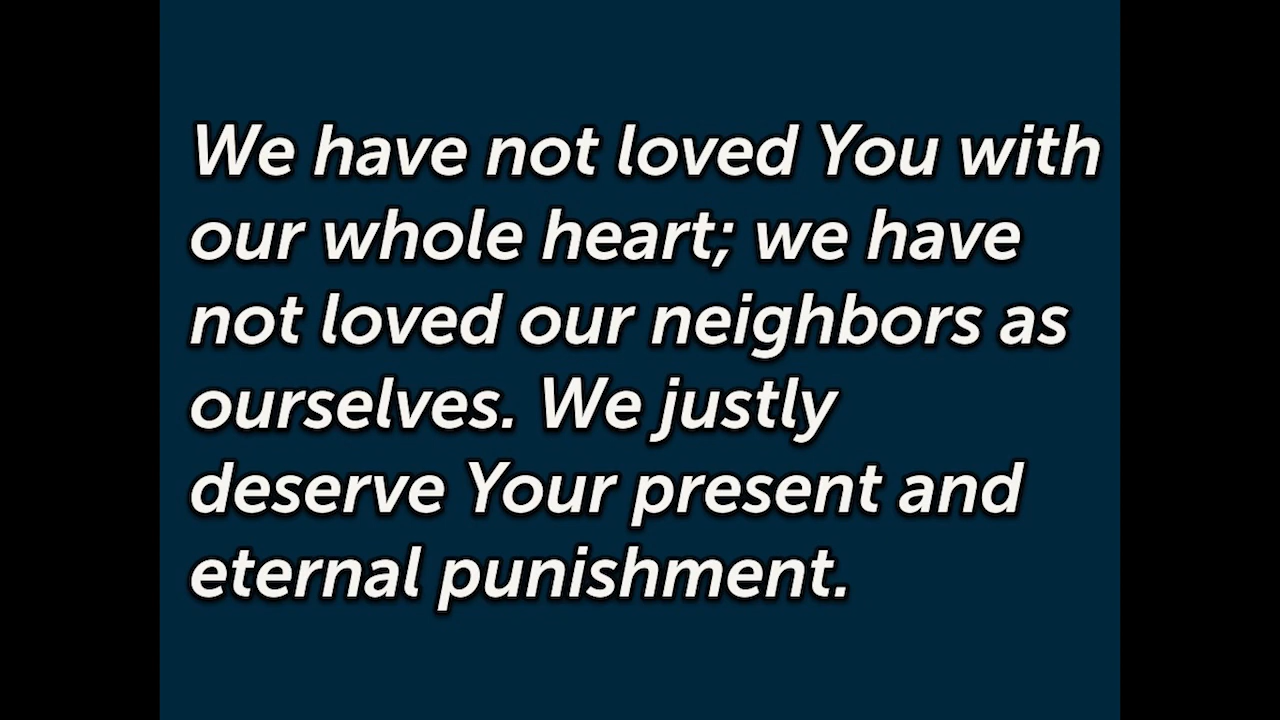 We have not loved You with
our whole heart; we have
not loved our neighbors as
ourselves. We justly
deserve Your present and
eternal punishment.